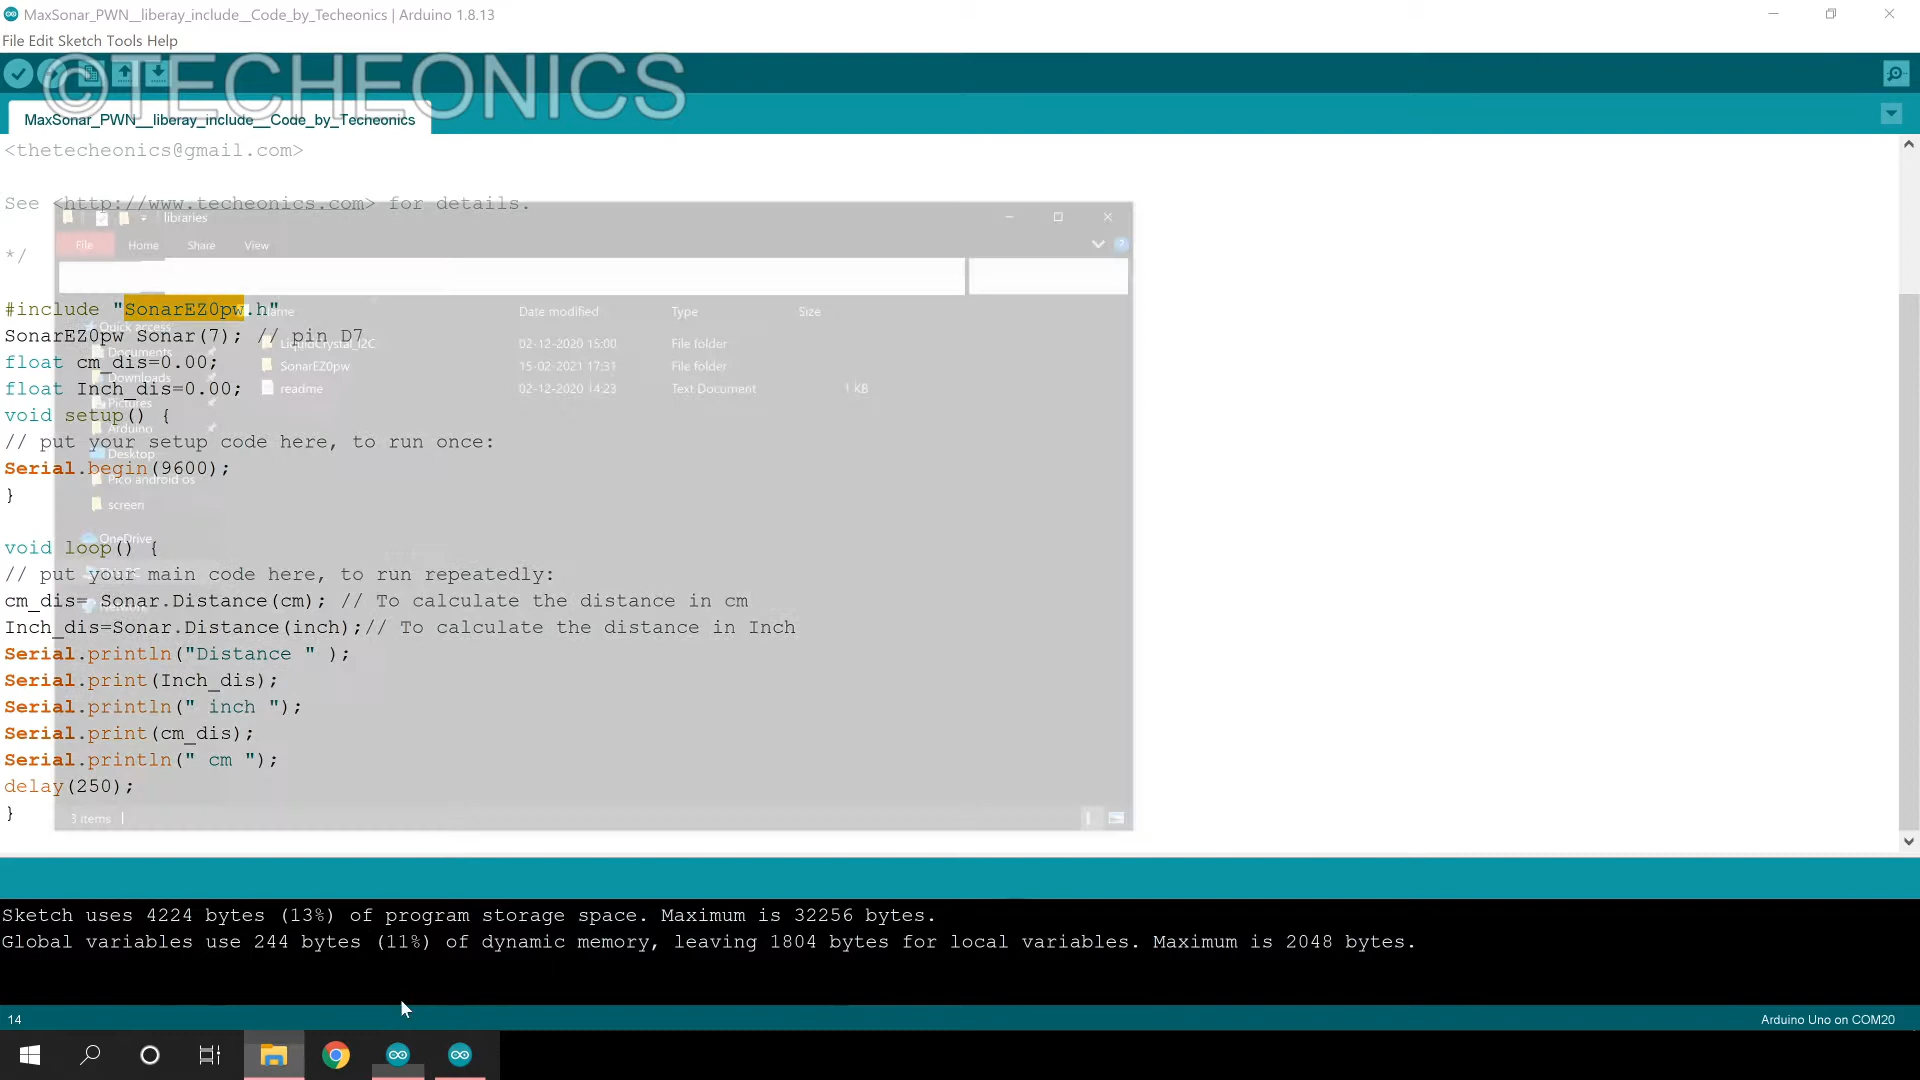 MaxSonar_PWN__liberay_include__Code_by_Techeonics | Arduino 1.8.13
File Edit Sketch Tools Help
©TECHEONICS
MaxSonar_PWN__liberay_include__Code_by_Techeonics
<thetecheonics@gmail.com>
See <http://www.techeonics.com> for details.
*/
#include "SonarEZ0pw.h"
SonarEZ0pw Sonar(7); // pin D7
float cm_dis=0.00;
float Inch_dis=0.00;
void setup() {
// put your setup code here, to run once:
Serial.begin(9600);
}
void loop() {
// put your main code here, to run repeatedly:
cm_dis= Sonar.Distance(cm); // To calculate the distance in cm
Inch_dis=Sonar.Distance(inch);// To calculate the distance in Inch
Serial.println("Distance " );
Serial.print(Inch_dis);
Serial.println(" inch ");
Serial.print(cm_dis);
Serial.println(" cm ");
delay(250);
}
libraries
File Home Share View
Name Date modified Type Size
LiquidCrystal_I2C 02-12-2020 15:00 File folder
SonarEZ0pw 15-02-2021 17:31 File folder
readme 02-12-2020 14:23 Text Document 1 KB
Quick access
Documents
Downloads
Pictures
Arduino
Desktop
Pico android os
screen
OneDrive
Network
3 items
Sketch uses 4224 bytes (13%) of program storage space. Maximum is 32256 bytes.
Global variables use 244 bytes (11%) of dynamic memory, leaving 1804 bytes for local variables. Maximum is 2048 bytes.
14
Arduino Uno on COM20